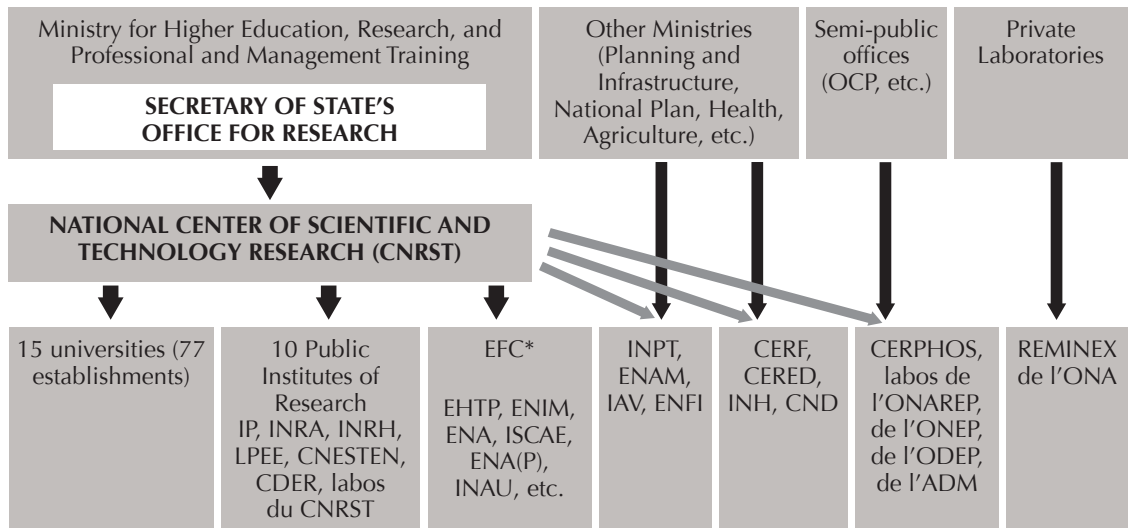 Ministry for Higher Education, Research, and
Professional and Management Training
SECRETARY OF STATE'S
OFFICE FOR RESEARCH
Other Ministries
(Planning and
Infrastructure,
National Plan, Health,
Agriculture, etc.)
Semi-public
offices
(OCP, etc.)
Private
Laboratories
NATIONAL CENTER OF SCIENTIFIC AND
TECHNOLOGY RESEARCH (CNRST)
15 universities (77
establishments)
10 Public
Institutes of
Research
IP, INRA, INRH,
LPEE, CNESTEN,
CDER, labos
du CNRST
EFC*
EHTP, ENIM,
ENA, ISCAE,
ENA(P),
INAU, etc.
INPT,
ENAM,
IAV, ENFI
CERF,
CERED,
INH, CND
CERPHOS,
labos de
l'ONAREP,
de l'ONEP,
de l'ODEP,
de l'ADM
REMINEX
de l'ONA